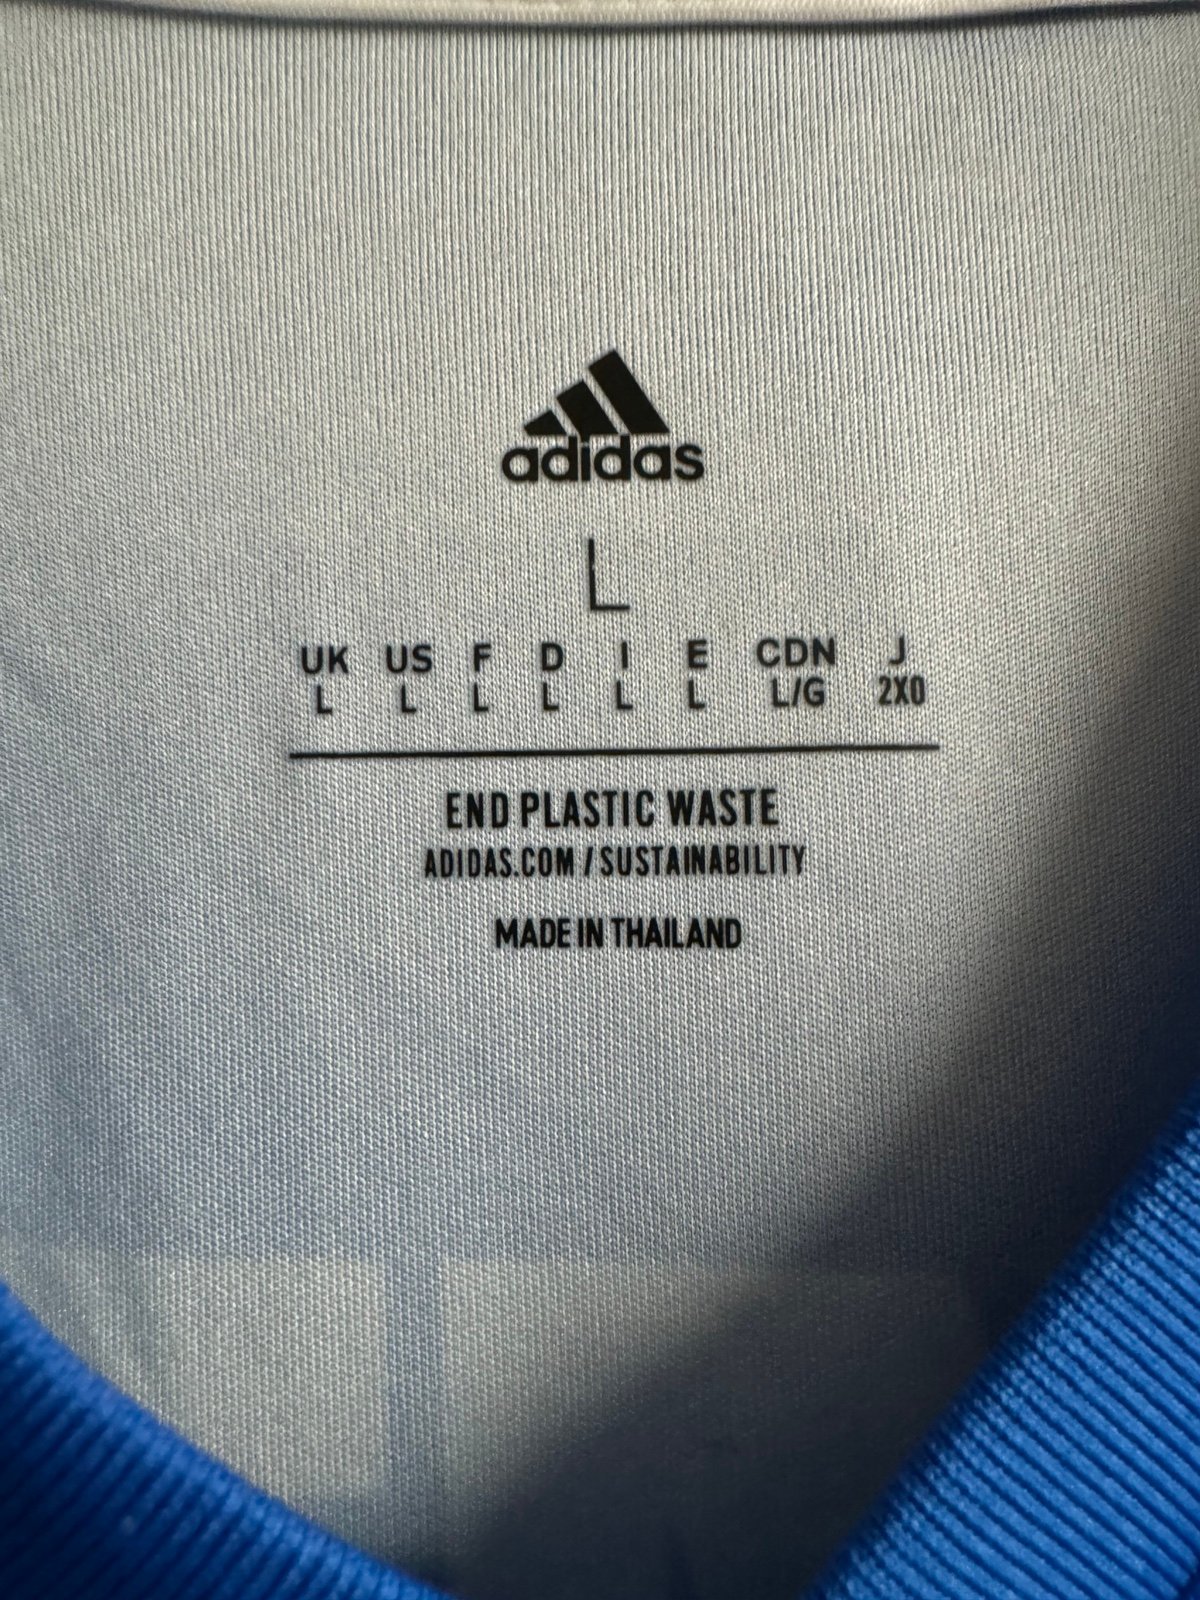 adidas
L
UK US F D I E CDN J
L L L L L L L/G 2XO
END PLASTIC WASTE
ADIDAS.COM / SUSTAINABILITY
MADE IN THAILAND